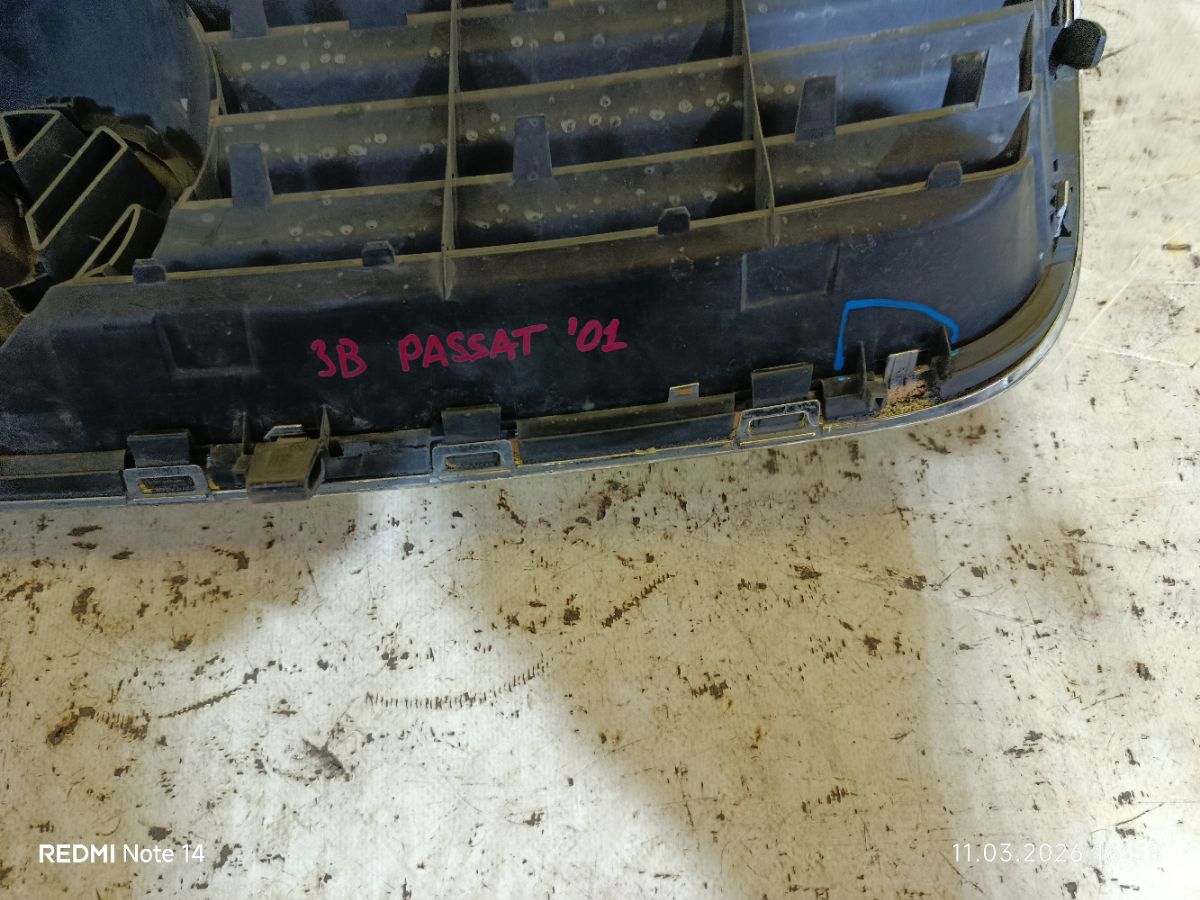 3B PASSAT '01
REDMI Note 14
11.03.2026